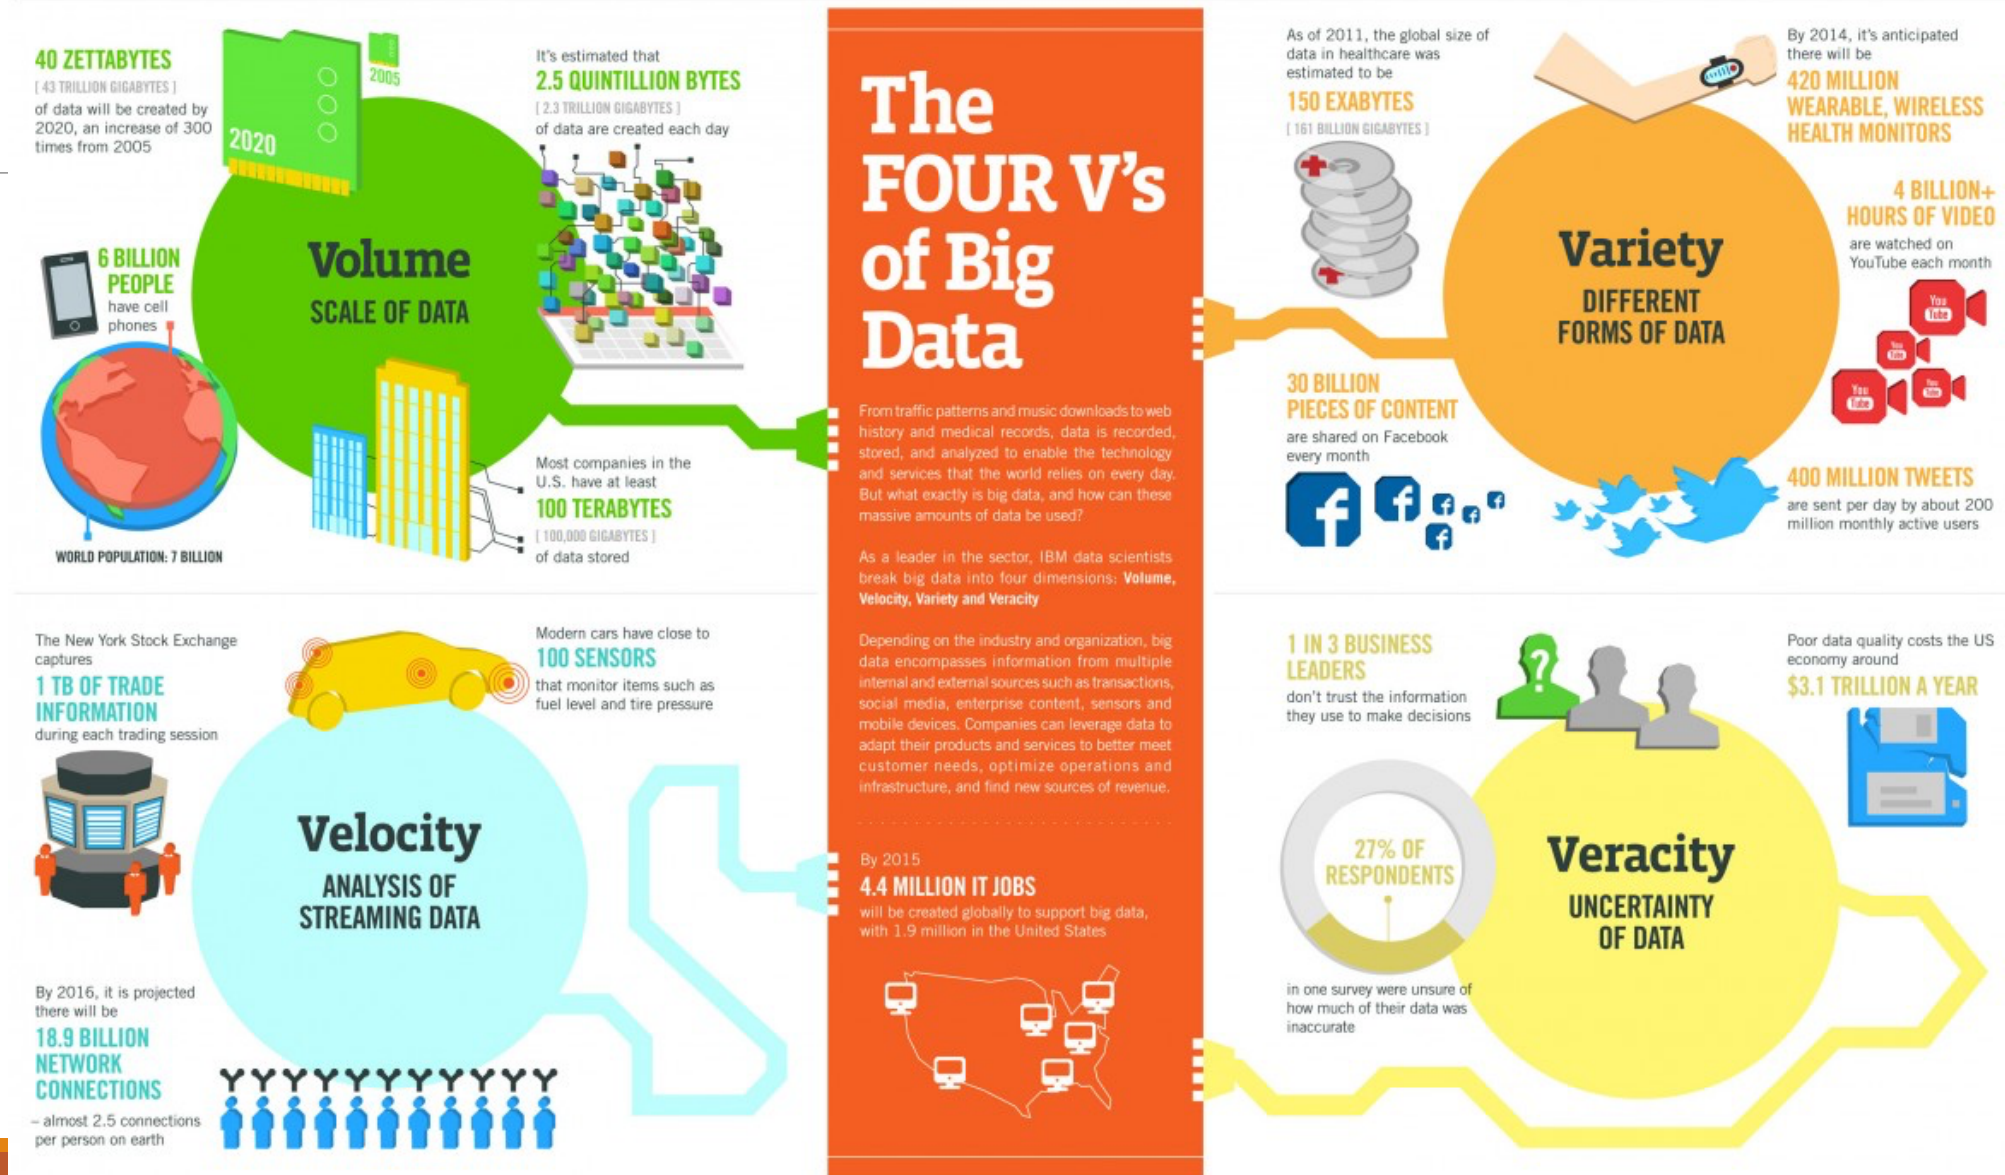 40 ZETTABYTES
[ 43 TRILLION GIGABYTES ]
of data will be created by
2020, an increase of 300
times from 2005
2020
2005
It's estimated that
2.5 QUINTILLION BYTES
[ 2.3 TRILLION GIGABYTES ]
of data are created each day
6 BILLION
PEOPLE
have cell
phones
WORLD POPULATION: 7 BILLION
Volume
SCALE OF DATA
Most companies in the
U.S. have at least
100 TERABYTES
[ 100,000 GIGABYTES ]
of data stored
The New York Stock Exchange
captures
1 TB OF TRADE
INFORMATION
during each trading session
Modern cars have close to
100 SENSORS
that monitor items such as
fuel level and tire pressure
Velocity
ANALYSIS OF
STREAMING DATA
By 2016, it is projected
there will be
18.9 BILLION
NETWORK
CONNECTIONS
– almost 2.5 connections
per person on earth
The
FOUR V's
of Big
Data
From traffic patterns and music downloads to web
history and medical records, data is recorded,
stored, and analyzed to enable the technology
and services that the world relies on every day.
But what exactly is big data, and how can these
massive amounts of data be used?
As a leader in the sector, IBM data scientists
break big data into four dimensions: Volume,
Velocity, Variety and Veracity
Depending on the industry and organization, big
data encompasses information from multiple
internal and external sources such as transactions,
social media, enterprise content, sensors and
mobile devices. Companies can leverage data to
adapt their products and services to better meet
customer needs, optimize operations and
infrastructure, and find new sources of revenue.
By 2015
4.4 MILLION IT JOBS
will be created globally to support big data,
with 1.9 million in the United States
As of 2011, the global size of
data in healthcare was
estimated to be
150 EXABYTES
[ 161 BILLION GIGABYTES ]
By 2014, it's anticipated
there will be
420 MILLION
WEARABLE, WIRELESS
HEALTH MONITORS
4 BILLION+
HOURS OF VIDEO
are watched on
YouTube each month
You
Tube
You
Tube
You
Tube
You
Tube
Variety
DIFFERENT
FORMS OF DATA
30 BILLION
PIECES OF CONTENT
are shared on Facebook
every month
f
f
f
f
f
f
400 MILLION TWEETS
are sent per day by about 200
million monthly active users
1 IN 3 BUSINESS
LEADERS
don't trust the information
they use to make decisions
?
Poor data quality costs the US
economy around
$3.1 TRILLION A YEAR
27% OF
RESPONDENTS
in one survey were unsure of
how much of their data was
inaccurate
Veracity
UNCERTAINTY
OF DATA